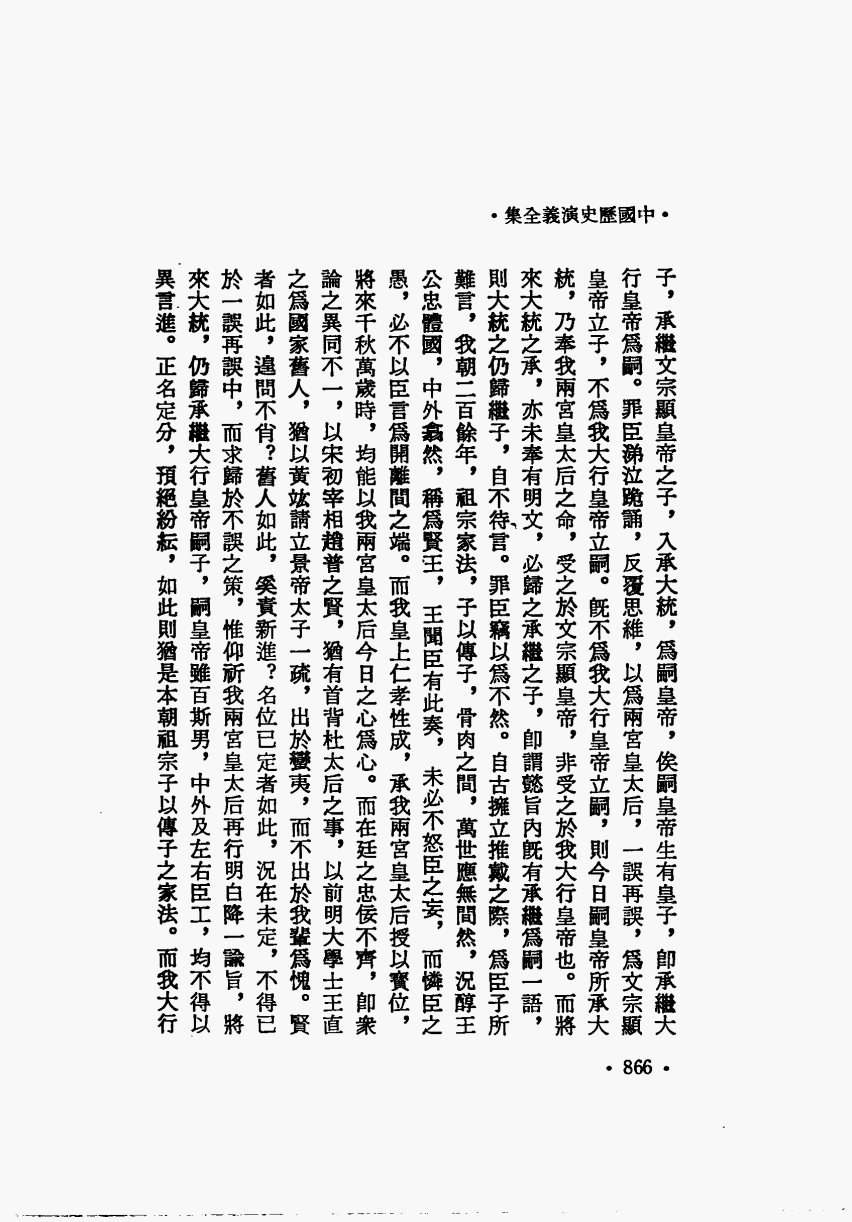 •中國歷史演義全集•
子，承繼文宗顯皇帝之子，入承大統，爲嗣皇帝，俟嗣皇帝生有皇子，卽承繼大
行皇帝爲嗣。罪臣涕泣跪誦，反覆思維，以爲兩宮皇太后，一誤再誤，爲文宗顯
皇帝立子，不爲我大行皇帝立嗣。旣不爲我大行皇帝立嗣，則今日嗣皇帝所承大
統，乃奉我兩宮皇太后之命，受之於文宗顯皇帝，非受之於我大行皇帝也。而將
來大統之承，亦未奉有明文，必歸之承繼之子，卽謂懿旨內旣有承繼爲嗣一語，
則大統之仍歸繼子，自不待言。罪臣竊以爲不然。自古擁立推戴之際，爲臣子所
難言，我朝二百餘年，祖宗家法，子以傳子，骨肉之間，萬世應無間然，況醇王
公忠體國，中外翕然，稱爲賢王，王聞臣有此奏，未必不怒臣之妄，而憐臣之
愚，必不以臣言爲開離間之端。而我皇上仁孝性成，承我兩宮皇太后授以寶位，
將來千秋萬歲時，均能以我兩宮皇太后今日之心爲心。而在廷之忠佞不齊，卽衆
論之異同不一，以宋初宰相趙普之賢，猶有首背杜太后之事，以前明大學士王直
之爲國家舊人，猶以黃竑請立景帝太子一疏，出於蠻夷，而不出於我輩爲愧。賢
者如此，遑問不肖？舊人如此，奚責新進？名位已定者如此，況在未定，不得已
於一誤再誤中，而求歸於不誤之策，惟仰祈我兩宮皇太后再行明白降一諭旨，將
來大統，仍歸承繼大行皇帝嗣子，嗣皇帝雖百斯男，中外及左右臣工，均不得以
異言進。正名定分，預絕紛紜，如此則猶是本朝祖宗子以傳子之家法。而我大行
•866•